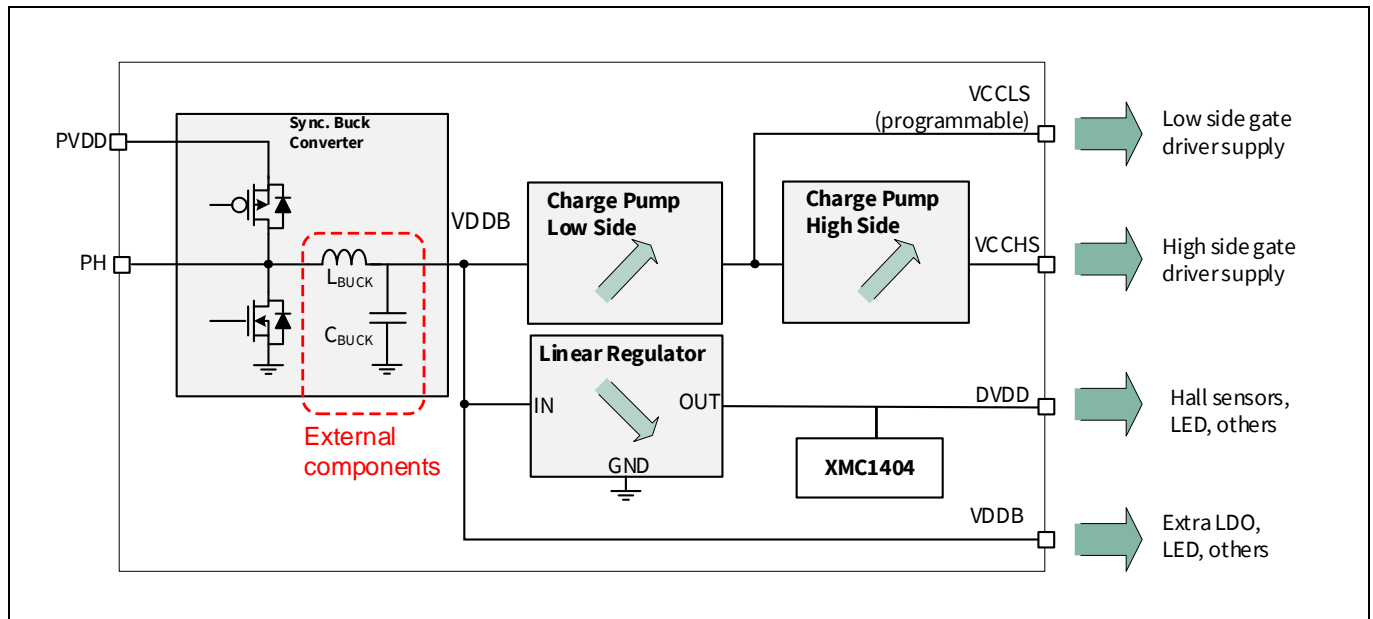 Sync. Buck
Converter
PVDD
PH
VDDB
LBUCK
CBUCK
External
components
Charge Pump
Low Side
Charge Pump
High Side
VCCLS
(programmable)
VCCHS
Linear Regulator
IN
OUT
GND
DVDD
XMC1404
VDDB
Low side gate
driver supply
High side gate
driver supply
Hall sensors,
LED, others
Extra LDO,
LED, others